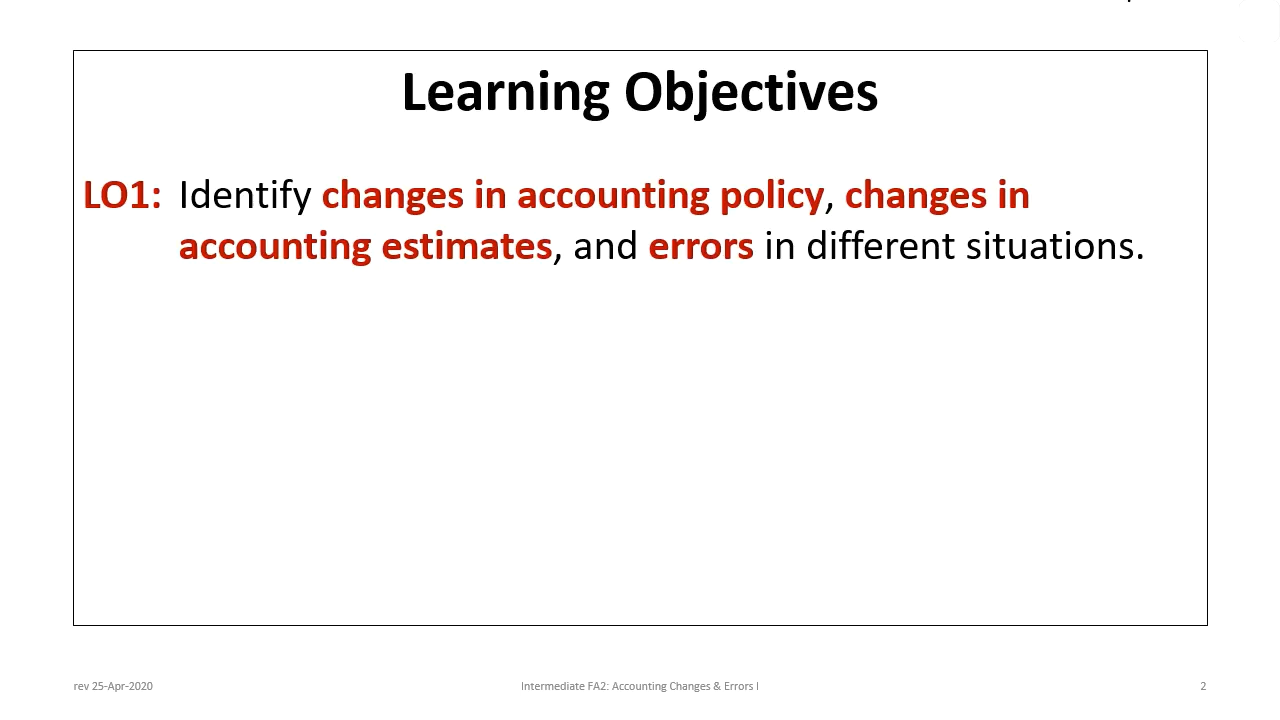 Learning Objectives
LO1: Identify changes in accounting policy, changes in
accounting estimates, and errors in different situations.
rev 25-Apr-2020
Intermediate FA2: Accounting Changes & Errors I
2